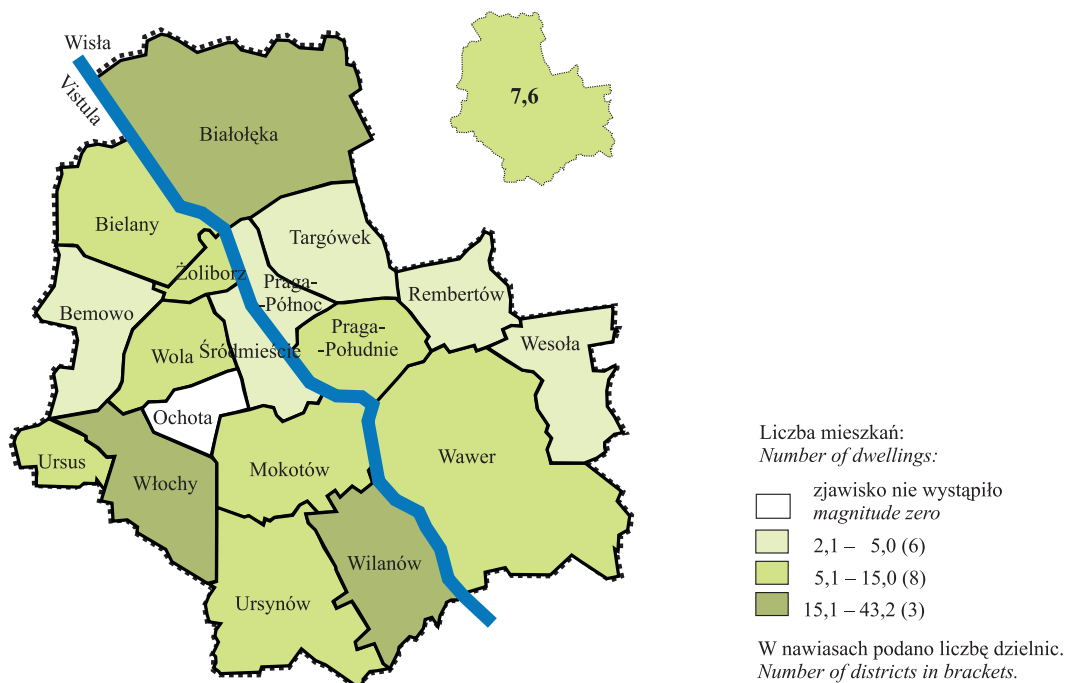 Wisła
Vistula
7,6
Białołęka
Bielany
Targówek
Żoliborz
Praga-
-Północ
Rembertów
Bemowo
Praga-
-Południe
Wesoła
Wola
Śródmieście
Ochota
Ursus
Włochy
Mokotów
Wawer
Wilanów
Ursynów
Liczba mieszkań:
Number of dwellings:
zjawisko nie wystąpiło
magnitude zero
2,1 – 5,0 (6)
5,1 – 15,0 (8)
15,1 – 43,2 (3)
W nawiasach podano liczbę dzielnic.
Number of districts in brackets.